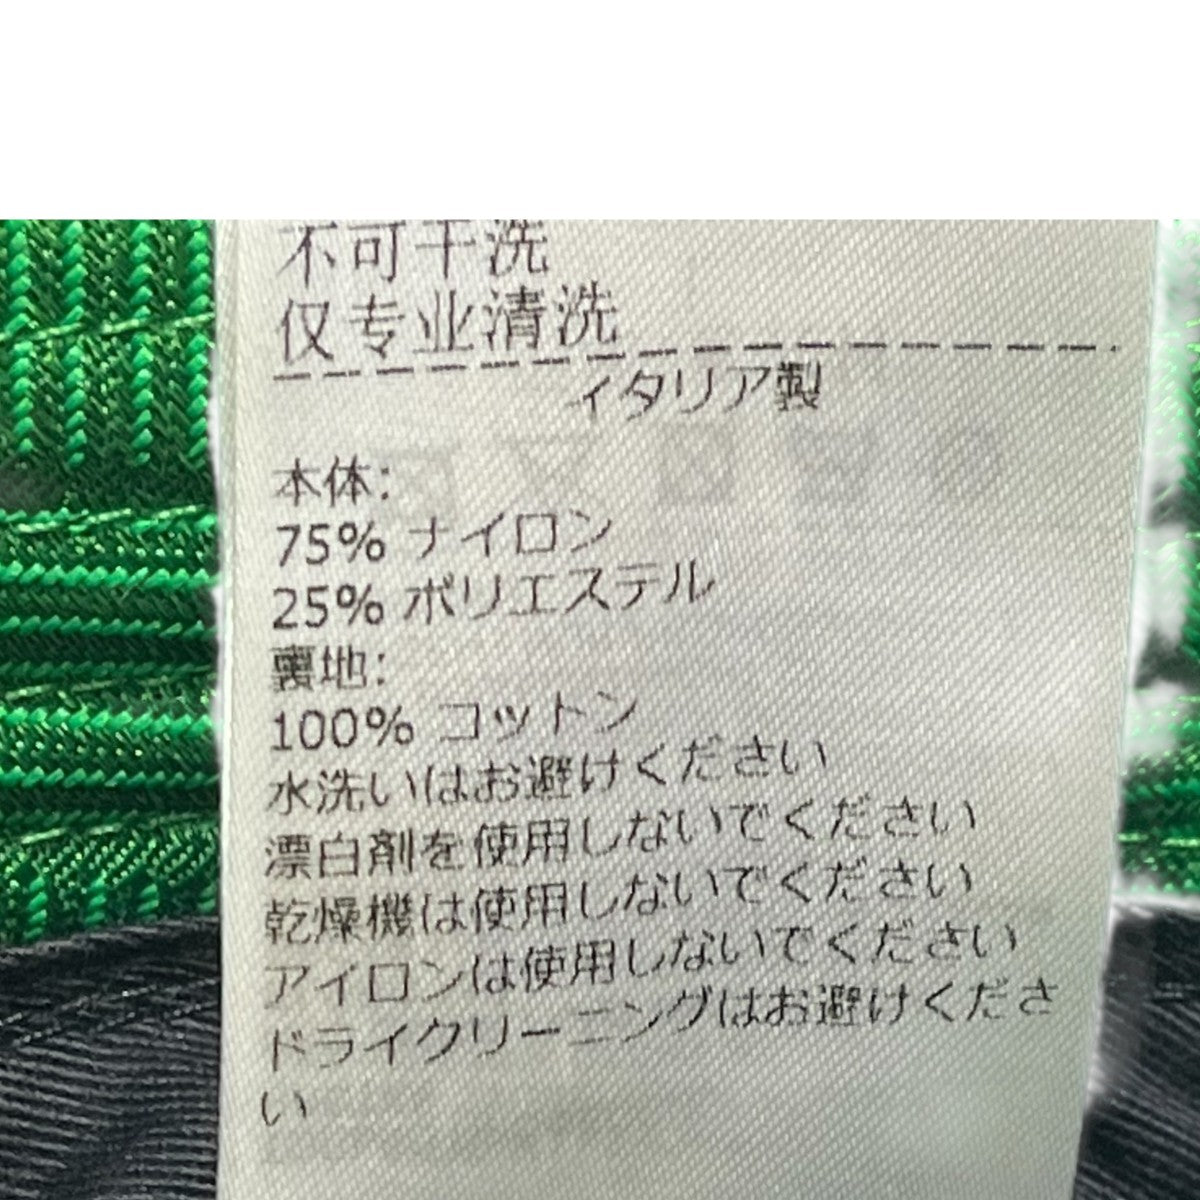 不可干洗
仅专业清洗
イタリア製
本体:
75% ナイロン
25% ポリエステル
裏地:
100% コットン
水洗いはお避けください
漂白剤を使用しないでください
乾燥機は使用しないでください
アイロンは使用しないでください
ドライクリーニングはお避けくださ
い